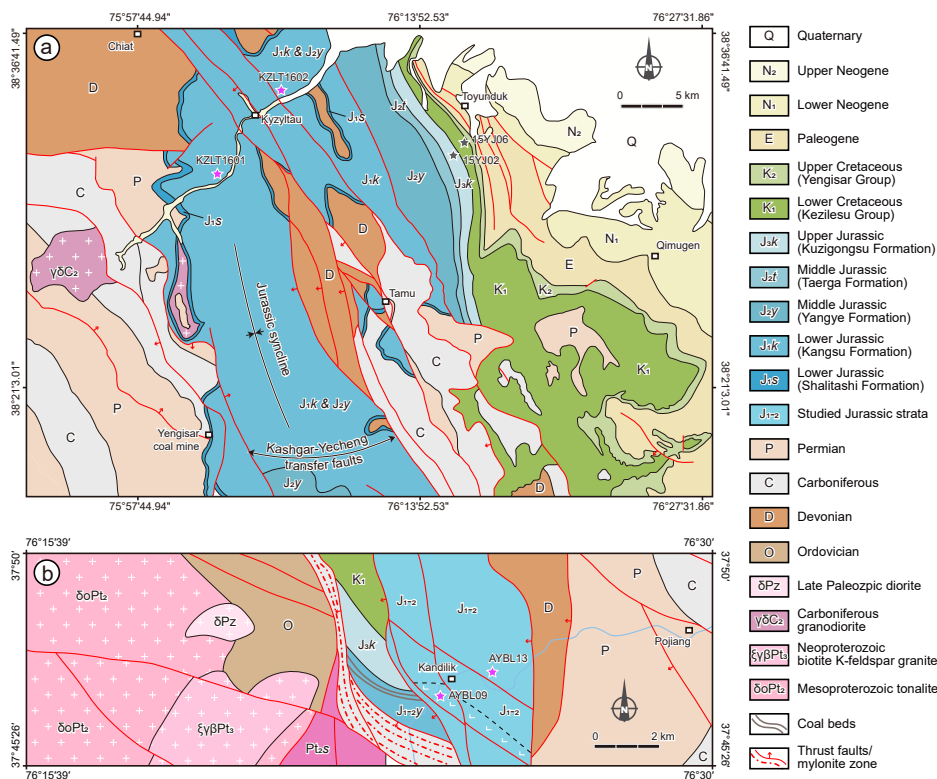 75°57'44.94"
76°13'52.53"
76°27'31.86"
38°36'41.49"
38°36'41.49"
a
Chiat
D
J₁k & J₂y
KZLT1602
Kyzyltau
J₁s
J₂t
Toyunduk
N
0 5 km
N₂
Q
15YJ06
15YJ02
KZLT1601
C
P
J₁k
J₂y
J₃k
J₁s
D
N₁
Qimugen
E
γδC₂
D
Tamu
K₁
K₂
Jurassic syncline
P
P
C
K₁
38°21'3.01"
38°21'3.01"
P
J₁k & J₂y
C
C
Yengisar
coal mine
Kashgar-Yecheng
transfer faults
J₂y
D
75°57'44.94"
76°13'52.53"
76°27'31.86"
76°15'39"
76°30'
37°50'
37°50'
b
K₁
P
C
δoPt₂
J₁₋₂
J₁₋₂
D
δPz
O
J₃k
Pojiang
Kandilik
AYBL13
P
AYBL09
N
δoPt₂
ξγβPt₃
J₁₋₂y
J₁₋₂
0 2 km
Pt₂s
C
37°45'26"
37°45'26"
76°15'39"
76°30'
Q Quaternary
N₂ Upper Neogene
N₁ Lower Neogene
E Paleogene
K₂ Upper Cretaceous
(Yengisar Group)
K₁ Lower Cretaceous
(Kezilesu Group)
J₃k Upper Jurassic
(Kuzigongsu Formation)
J₂t Middle Jurassic
(Taerga Formation)
J₂y Middle Jurassic
(Yangye Formation)
J₁k Lower Jurassic
(Kangsu Formation)
J₁s Lower Jurassic
(Shalitashi Formation)
J₁₋₂ Studied Jurassic strata
P Permian
C Carboniferous
D Devonian
O Ordovician
δPz Late Paleozpic diorite
γδC₂ Carboniferous
granodiorite
ξγβPt₃ Neoproterozoic
biotite K-feldspar granite
δoPt₂ Mesoproterozoic tonalite
Coal beds
Thrust faults/
mylonite zone